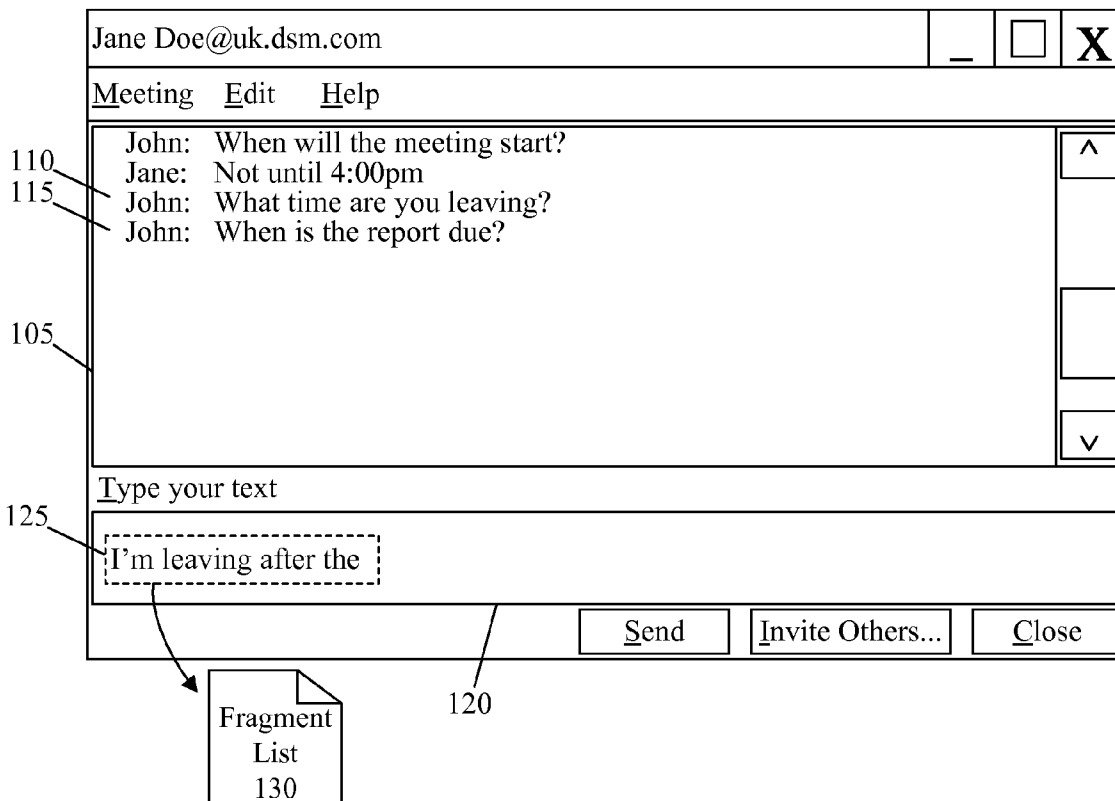 Jane Doe@uk.dsm.com _ X
Meeting Edit Help
John: When will the meeting start?
110 Jane: Not until 4:00pm
115 John: What time are you leaving?
John: When is the report due?
105
Type your text
125
I'm leaving after the
Send Invite Others... Close
120
Fragment
List
130